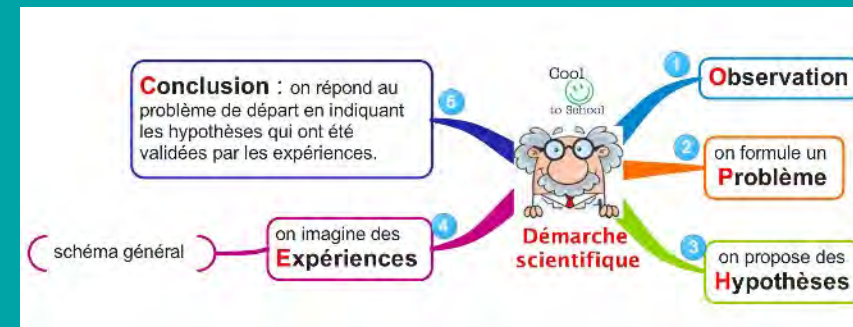 Cool
to School
Démarche
scientifique
1
Observation
2
on formule un
Problème
3
on propose des
Hypothèses
4
on imagine des
Expériences
schéma général
5
Conclusion : on répond au
problème de départ en indiquant
les hypothèses qui ont été
validées par les expériences.